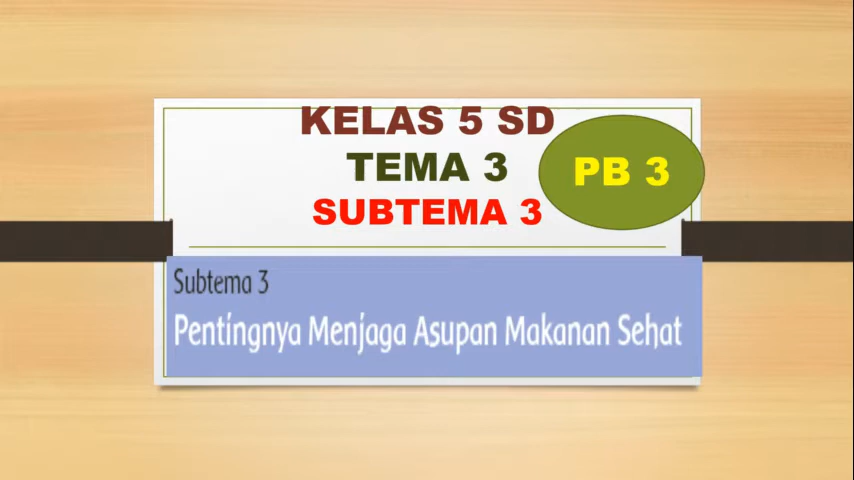 KELAS 5 SD
TEMA 3
SUBTEMA 3
PB 3
Subtema 3
Pentingnya Menjaga Asupan Makanan Sehat